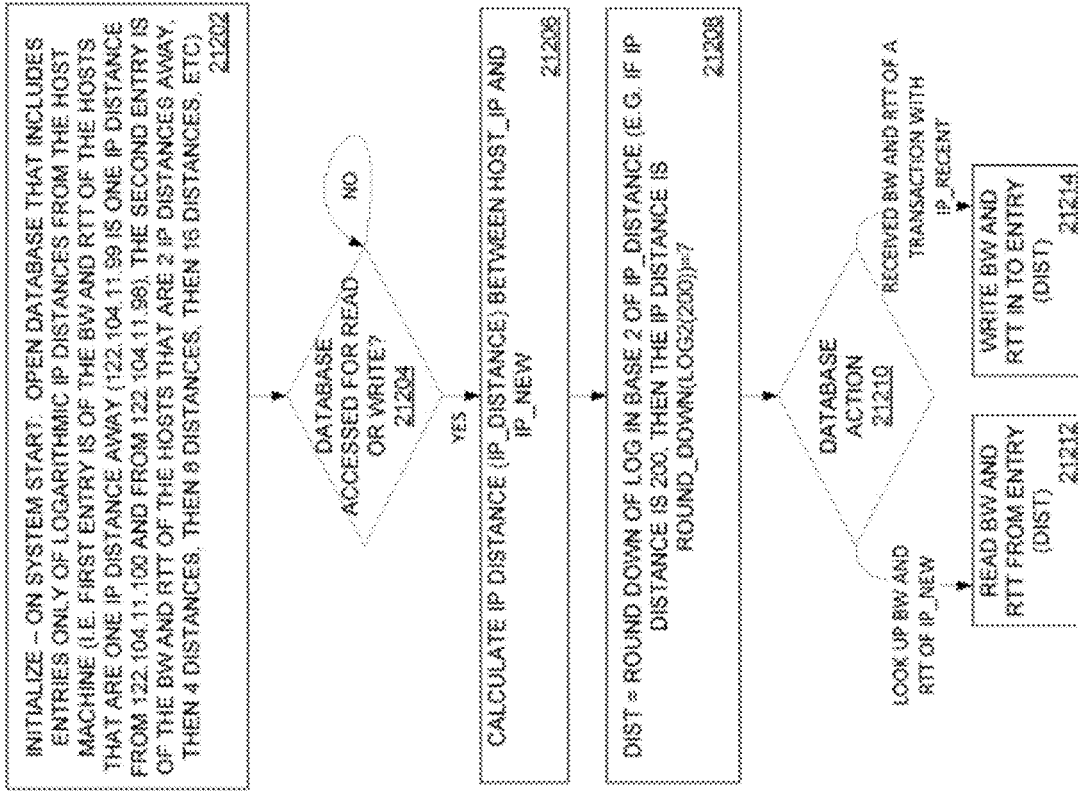 INITIALIZE – ON SYSTEM START. OPEN DATABASE THAT INCLUDES
ENTRIES ONLY OF LOGARITHMIC IP DISTANCES FROM THE HOST
MACHINE (I.E. FIRST ENTRY IS OF THE BW AND RTT OF THE HOSTS
THAT ARE ONE IP DISTANCE AWAY (122.104.11.99 IS ONE IP DISTANCE
FROM 122.104.11.100 AND FROM 122.104.11.98). THE SECOND ENTRY IS
OF THE BW AND RTT OF THE HOSTS THAT ARE 2 IP DISTANCES AWAY,
THEN 4 DISTANCES, THEN 8 DISTANCES, THEN 16 DISTANCES, ETC)
21202
DATABASE
ACCESSED FOR READ
OR WRITE?
21204
NO
YES
CALCULATE IP DISTANCE (IP_DISTANCE) BETWEEN HOST_IP AND
IP_NEW
21206
DIST = ROUND DOWN OF LOG IN BASE 2 OF IP_DISTANCE (E.G. IF IP
DISTANCE IS 200, THEN THE IP DISTANCE IS
ROUND_DOWN(LOG2(200))=7
21208
DATABASE
ACTION
21210
LOOK UP BW AND
RTT OF IP_NEW
RECEIVED BW AND RTT OF A
TRANSACTION WITH
IP_RECENT
READ BW AND
RTT FROM ENTRY
(DIST)
21212
WRITE BW AND
RTT IN TO ENTRY
(DIST)
21214